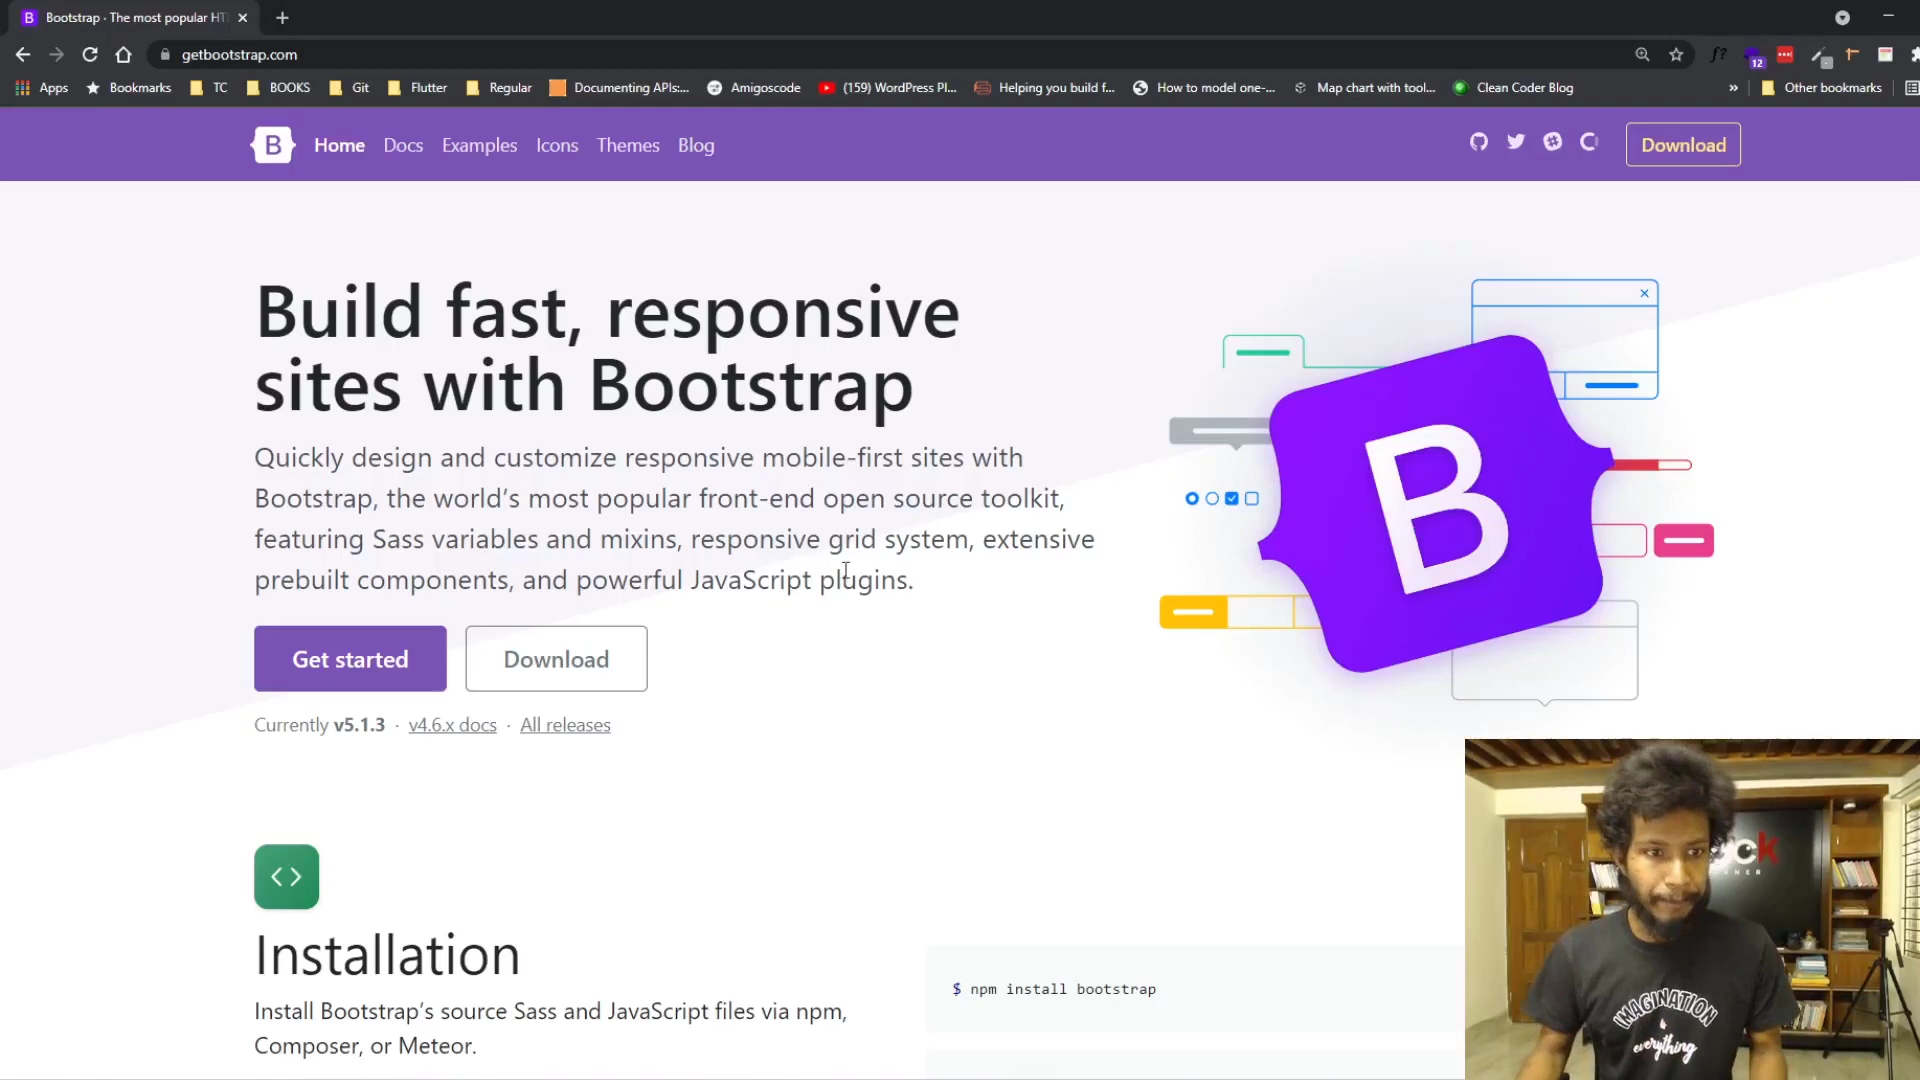 Bootstrap · The most popular HT
getbootstrap.com
12
Apps Bookmarks TC BOOKS Git Flutter Regular Documenting APIs:... Amigoscode (159) WordPress Pl... Helping you build f... How to model one-... Map chart with tool... Clean Coder Blog » Other bookmarks
B Home Docs Examples Icons Themes Blog Download
Build fast, responsive
sites with Bootstrap
Quickly design and customize responsive mobile-first sites with
Bootstrap, the world’s most popular front-end open source toolkit,
featuring Sass variables and mixins, responsive grid system, extensive
prebuilt components, and powerful JavaScript plugins.
B
Get started Download
Currently v5.1.3 · v4.6.x docs · All releases
Installation
Install Bootstrap’s source Sass and JavaScript files via npm,
Composer, or Meteor.
$ npm install bootstrap
IMAGINATION
is
everything